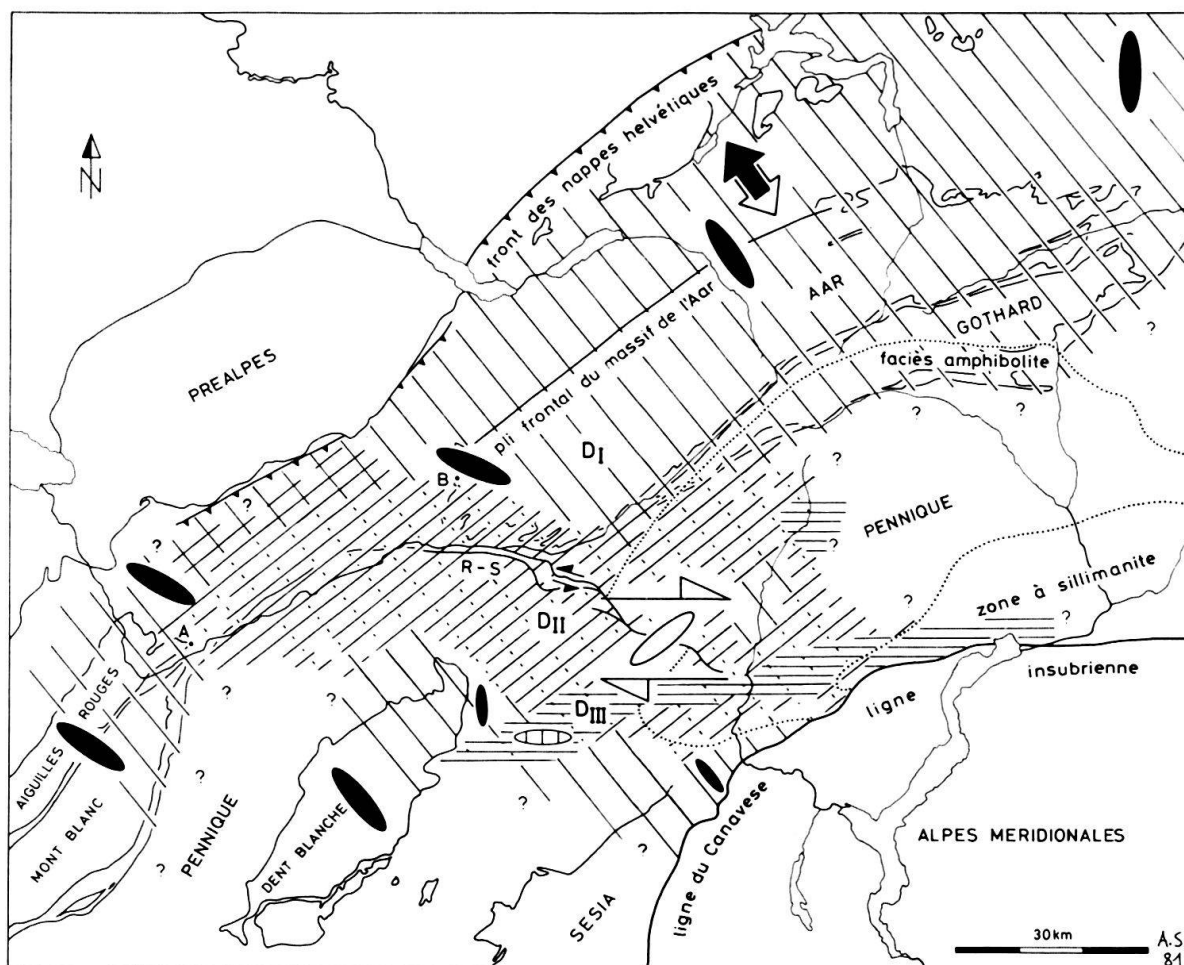 N
front des nappes helvétiques
AAR
GOTHARD
?
?
faciès amphibolite
PREALPES
pli frontal du massif de l'Aar
?
?
?
DI
B
?
?
PENNIQUE
R-S
?
zone à sillimanite
A
DII
?
?
?
insubrienne
ligne
ROUGES
AIGUILLES
DIII
?
?
MONT BLANC
PENNIQUE
DENT BLANCHE
?
?
ligne du Canavese
ALPES MERIDIONALES
?
SESIA
30km
A.S
81